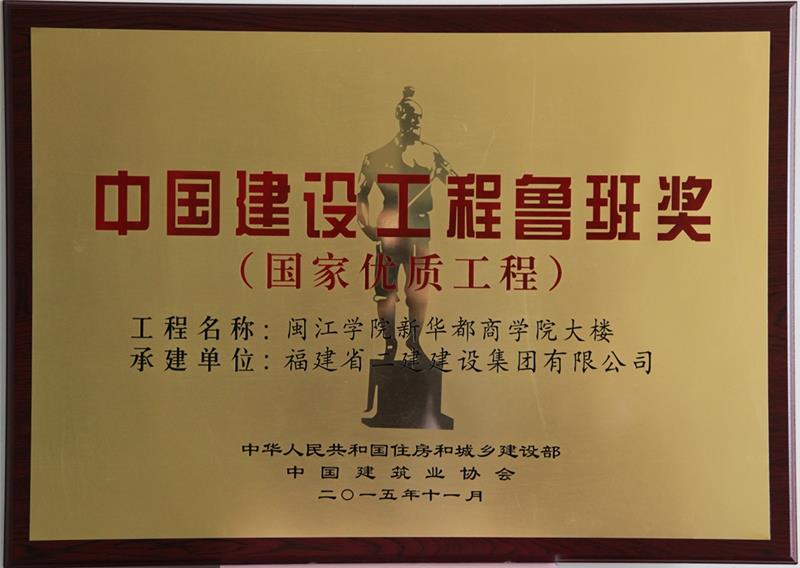 中国建设工程鲁班奖
（国家优质工程）
工程名称：闽江学院新华都商学院大楼
承建单位：福建省二建建设集团有限公司
中华人民共和国住房和城乡建设部
中国建筑业协会
二〇一五年十一月